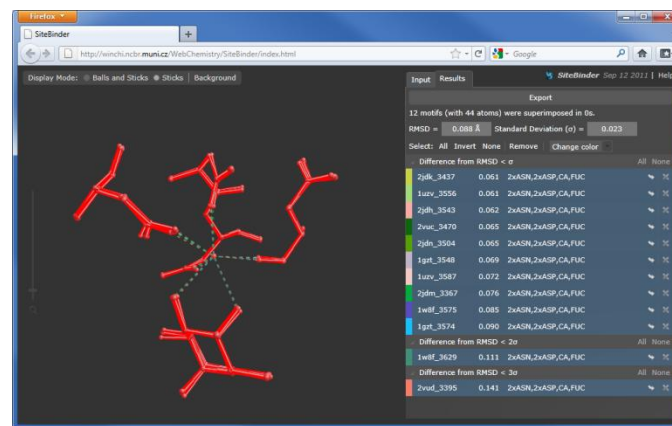 Firefox
SiteBinder
+
http://winchi.ncbr.muni.cz/WebChemistry/SiteBinder/index.html
Google
Display Mode: Balls and Sticks Sticks | Background
Input Results
SiteBinder Sep 12 2011 | Help
Export
12 motifs (with 44 atoms) were superimposed in 0s.
RMSD = 0.088 Å Standard Deviation (σ) = 0.023
Select: All Invert None Remove Change color
Difference from RMSD < σ All None
2jdk_3437 0.061 2xASN,2xASP,CA,FUC
1uzv_3556 0.061 2xASN,2xASP,CA,FUC
2jdh_3543 0.062 2xASN,2xASP,CA,FUC
2vuc_3470 0.065 2xASN,2xASP,CA,FUC
2jdn_3504 0.065 2xASN,2xASP,CA,FUC
1gzt_3548 0.069 2xASN,2xASP,CA,FUC
1uzv_3587 0.072 2xASN,2xASP,CA,FUC
2jdm_3367 0.076 2xASN,2xASP,CA,FUC
1w8f_3575 0.085 2xASN,2xASP,CA,FUC
1gzt_3574 0.090 2xASN,2xASP,CA,FUC
Difference from RMSD < 2σ All None
1w8f_3629 0.111 2xASN,2xASP,CA,FUC
Difference from RMSD < 3σ All None
2vud_3395 0.141 2xASN,2xASP,CA,FUC